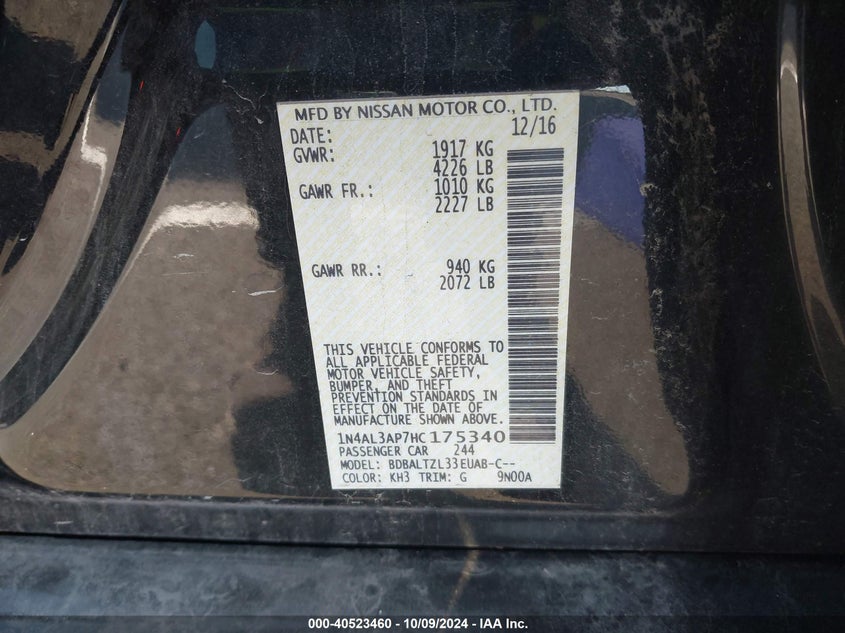 MFD BY NISSAN MOTOR CO., LTD.
DATE: 12/16
GVWR: 1917 KG
4226 LB
GAWR FR.: 1010 KG
2227 LB
GAWR RR.: 940 KG
2072 LB
THIS VEHICLE CONFORMS TO
ALL APPLICABLE FEDERAL
MOTOR VEHICLE SAFETY,
BUMPER, AND THEFT
PREVENTION STANDARDS IN
EFFECT ON THE DATE OF
MANUFACTURE SHOWN ABOVE.
1N4AL3AP7HC175340
PASSENGER CAR 244
MODEL: BDBALTZL33EUAB-C--
COLOR: KH3 TRIM: G 9N00A
000-40523460 - 10/09/2024 - IAA Inc.